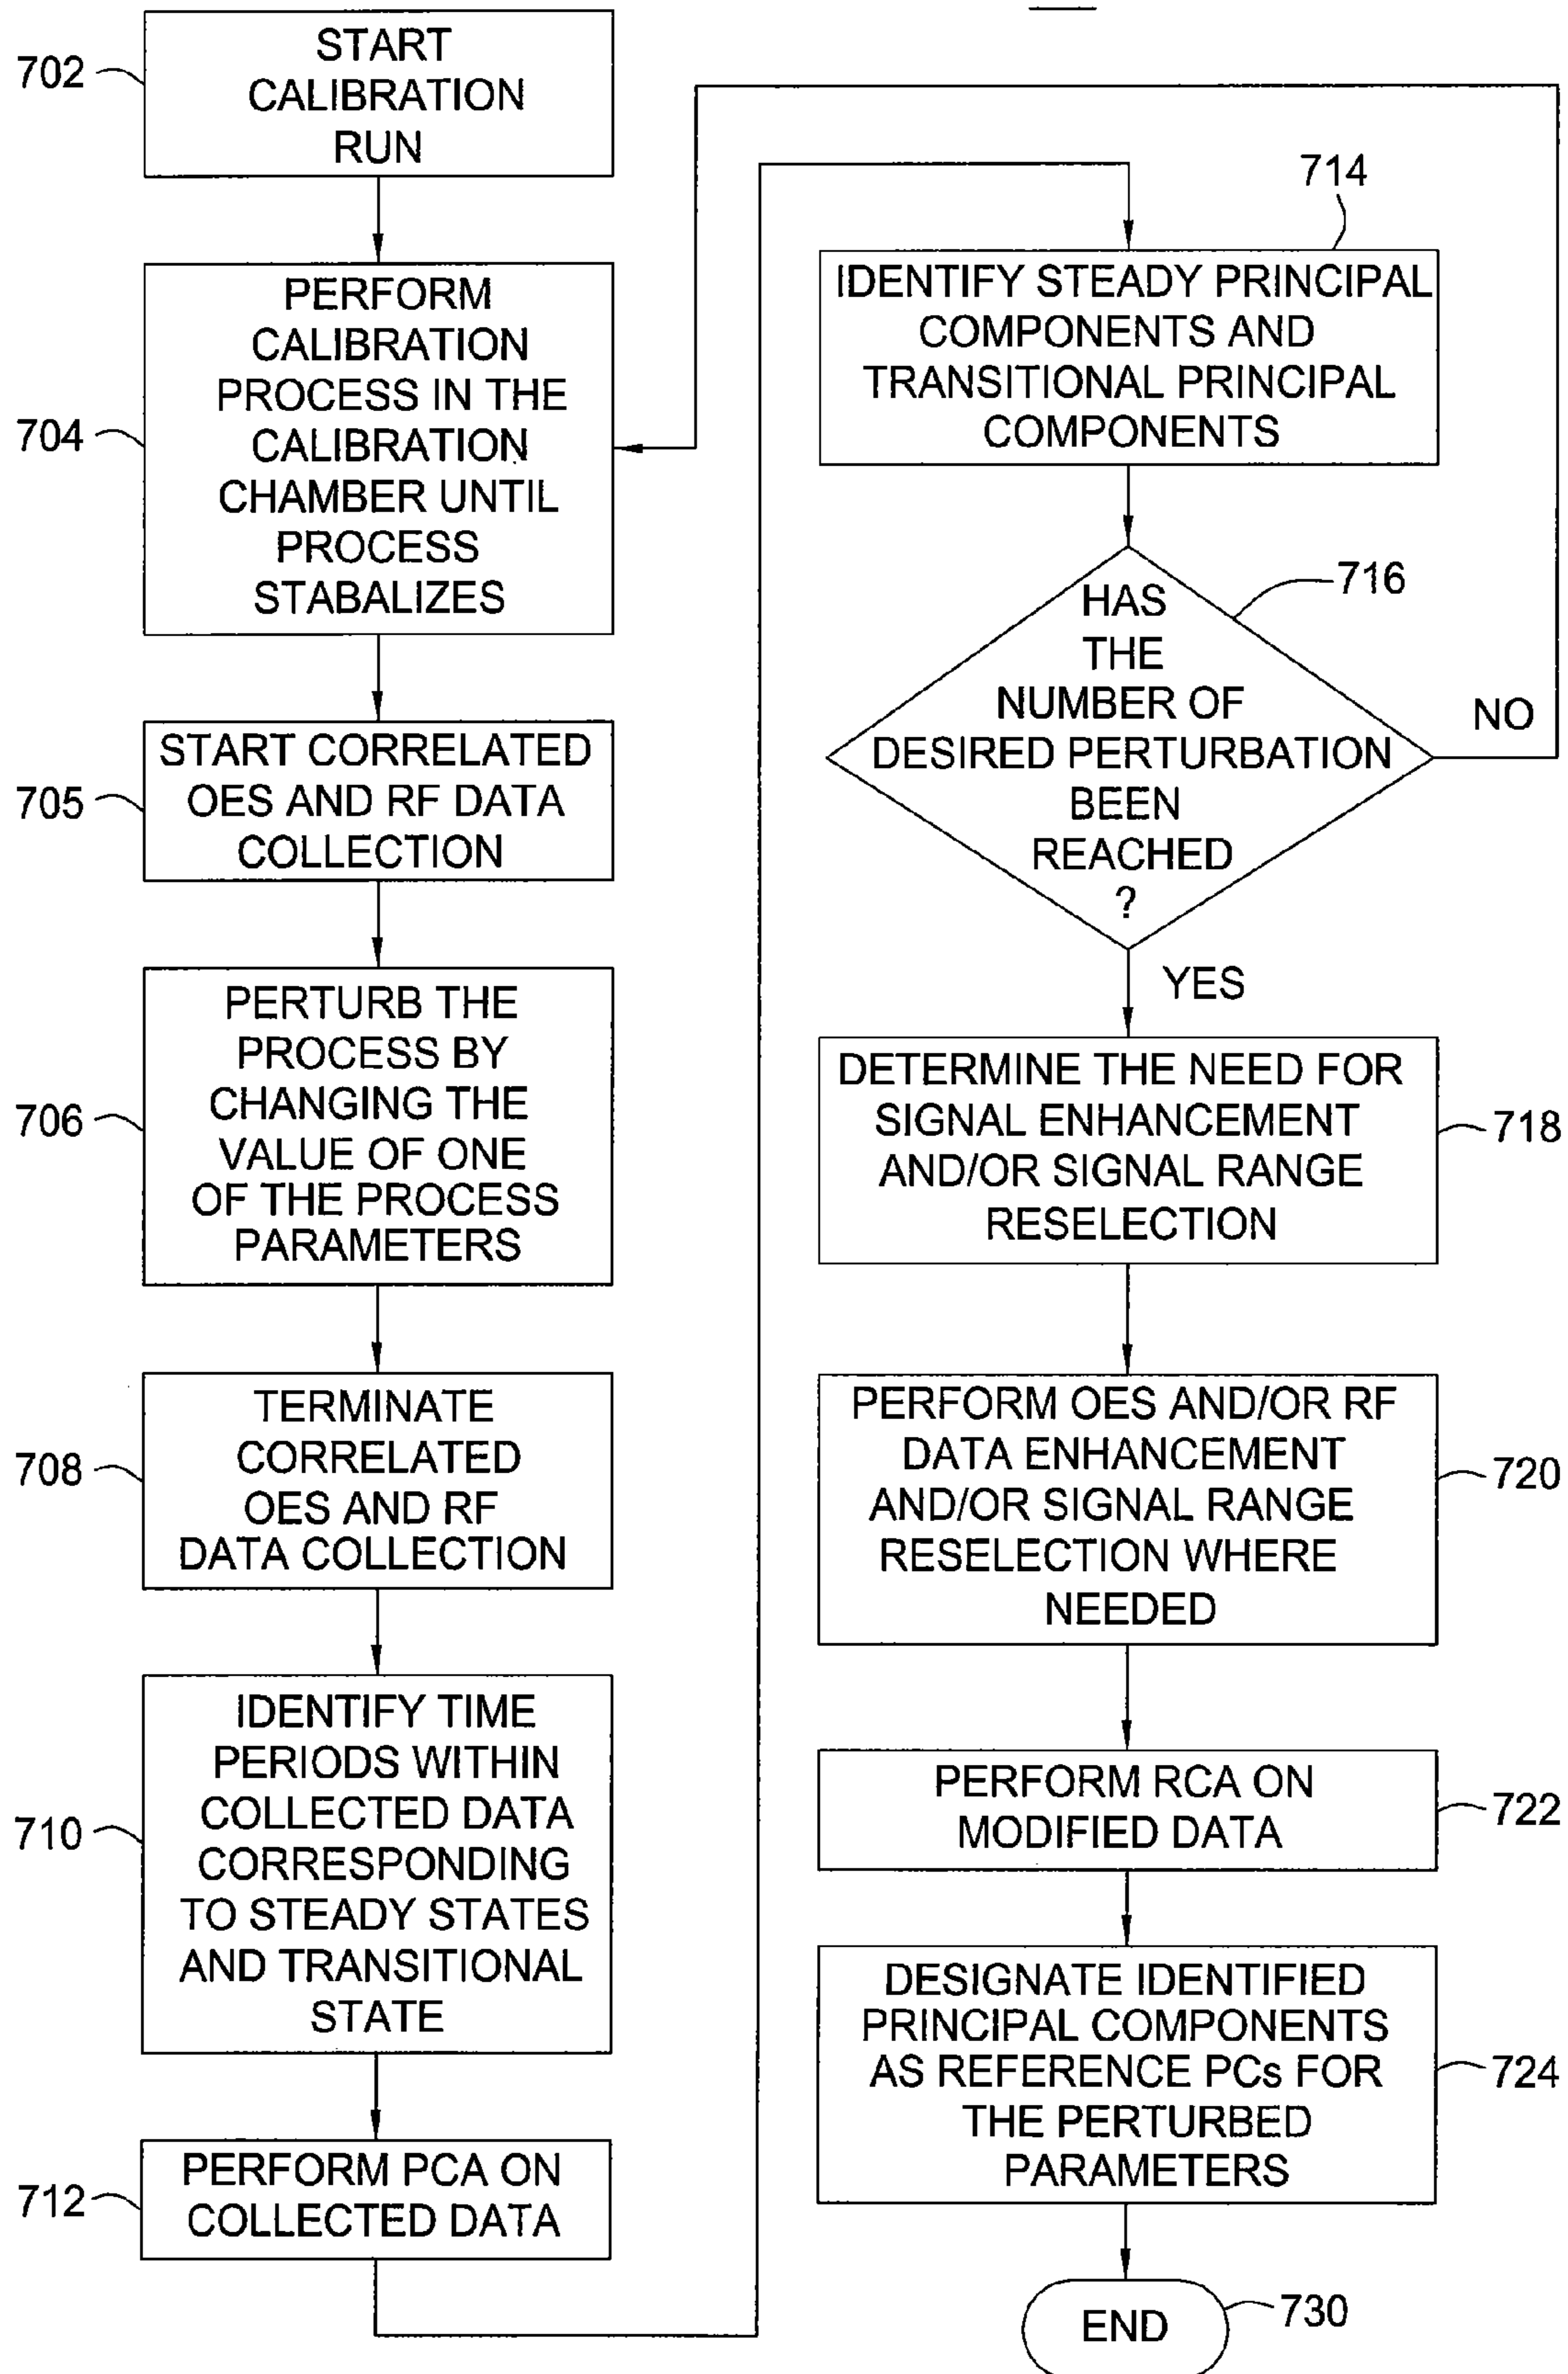 702
START
CALIBRATION
RUN
704
PERFORM
CALIBRATION
PROCESS IN THE
CALIBRATION
CHAMBER UNTIL
PROCESS
STABALIZES
705
START CORRELATED
OES AND RF DATA
COLLECTION
706
PERTURB THE
PROCESS BY
CHANGING THE
VALUE OF ONE
OF THE PROCESS
PARAMETERS
708
TERMINATE
CORRELATED
OES AND RF
DATA COLLECTION
710
IDENTIFY TIME
PERIODS WITHIN
COLLECTED DATA
CORRESPONDING
TO STEADY STATES
AND TRANSITIONAL
STATE
712
PERFORM PCA ON
COLLECTED DATA
714
IDENTIFY STEADY PRINCIPAL
COMPONENTS AND
TRANSITIONAL PRINCIPAL
COMPONENTS
716
HAS
THE
NUMBER OF
DESIRED PERTURBATION
BEEN
REACHED
?
NO
YES
DETERMINE THE NEED FOR
SIGNAL ENHANCEMENT
AND/OR SIGNAL RANGE
RESELECTION
718
PERFORM OES AND/OR RF
DATA ENHANCEMENT
AND/OR SIGNAL RANGE
RESELECTION WHERE
NEEDED
720
PERFORM RCA ON
MODIFIED DATA
722
DESIGNATE IDENTIFIED
PRINCIPAL COMPONENTS
AS REFERENCE PCs FOR
THE PERTURBED
PARAMETERS
724
END
730